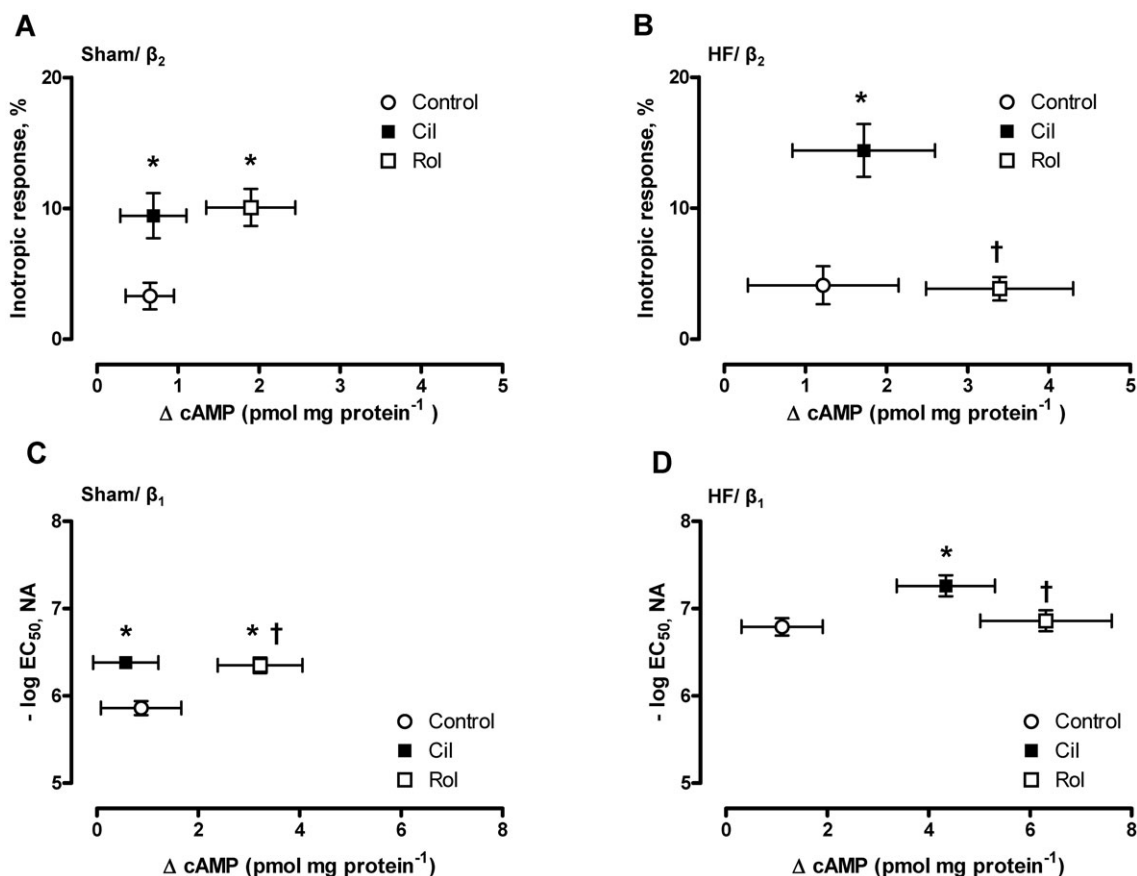 A
Sham/ β₂
Inotropic response, %
20
10
0
Control
Cil
Rol
*
*
0 1 2 3 4 5
Δ cAMP (pmol mg protein⁻¹ )
B
HF/ β₂
Inotropic response, %
20
10
0
Control
Cil
Rol
*
†
0 1 2 3 4 5
Δ cAMP (pmol mg protein⁻¹ )
C
Sham/ β₁
- log EC₅₀, NA
8
7
6
5
*
* †
Control
Cil
Rol
0 2 4 6 8
Δ cAMP (pmol mg protein⁻¹)
D
HF/ β₁
- log EC₅₀, NA
8
7
6
5
*
†
Control
Cil
Rol
0 2 4 6 8
Δ cAMP (pmol mg protein⁻¹)